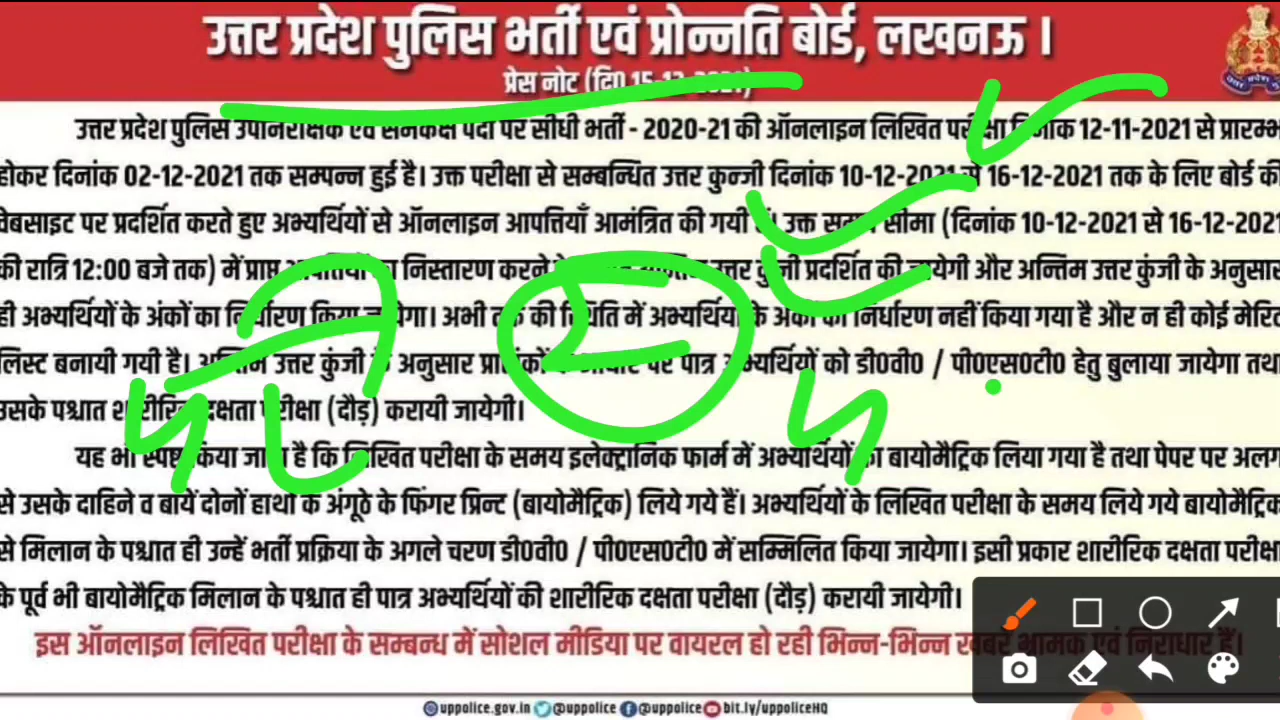 उत्तर प्रदेश पुलिस भर्ती एवं प्रोन्नति बोर्ड, लखनऊ ।
प्रेस नोट (दि0 15-12-2021)
उत्तर प्रदेश पुलिस उपनिरीक्षक एवं समकक्ष पदों पर सीधी भर्ती - 2020-21 की ऑनलाइन लिखित परीक्षा दिनांक 12-11-2021 से प्रारम्भ
होकर दिनांक 02-12-2021 तक सम्पन्न हुई है। उक्त परीक्षा से सम्बन्धित उत्तर कुन्जी दिनांक 10-12-2021 से 16-12-2021 तक के लिए बोर्ड की
वेबसाइट पर प्रदर्शित करते हुए अभ्यर्थियों से ऑनलाइन आपत्तियाँ आमंत्रित की गयी हैं। उक्त समय सीमा (दिनांक 10-12-2021 से 16-12-2021
की रात्रि 12:00 बजे तक) में प्राप्त आपत्तियों का निस्तारण करने के उत्तर कुंजी प्रदर्शित की जायेगी और अन्तिम उत्तर कुंजी के अनुसार
ही अभ्यर्थियों के अंकों का निर्धारण किया जायेगा। अभी तक की स्थिति में अभ्यर्थियों के अंकों का निर्धारण नहीं किया गया है और न ही कोई मेरिट
लिस्ट बनायी गयी है। अन्तिम उत्तर कुंजी के अनुसार प्राप्तांकों के आधार पर पात्र अभ्यर्थियों को डी0वी0 / पी0एस0टी0 हेतु बुलाया जायेगा तथा
उसके पश्चात शारीरिक दक्षता परीक्षा (दौड़) करायी जायेगी।
यह भी स्पष्ट किया जाता है कि लिखित परीक्षा के समय इलेक्ट्रानिक फार्म में अभ्यर्थियों का बायोमैट्रिक लिया गया है तथा पेपर पर अलग
से उसके दाहिने व बायें दोनों हाथों के अंगूठे के फिंगर प्रिन्ट (बायोमैट्रिक) लिये गये हैं। अभ्यर्थियों के लिखित परीक्षा के समय लिये गये बायोमैट्रिक
से मिलान के पश्चात ही उन्हें भर्ती प्रक्रिया के अगले चरण डी0वी0 / पी0एस0टी0 में सम्मिलित किया जायेगा। इसी प्रकार शारीरिक दक्षता परीक्षा
के पूर्व भी बायोमैट्रिक मिलान के पश्चात ही पात्र अभ्यर्थियों की शारीरिक दक्षता परीक्षा (दौड़) करायी जायेगी।
इस ऑनलाइन लिखित परीक्षा के सम्बन्ध में सोशल मीडिया पर वायरल हो रही भिन्न-भिन्न खबरें भ्रामक एवं निराधार हैं।
uppolice.gov.in @uppolice @uppolice bit.ly/uppoliceHQ